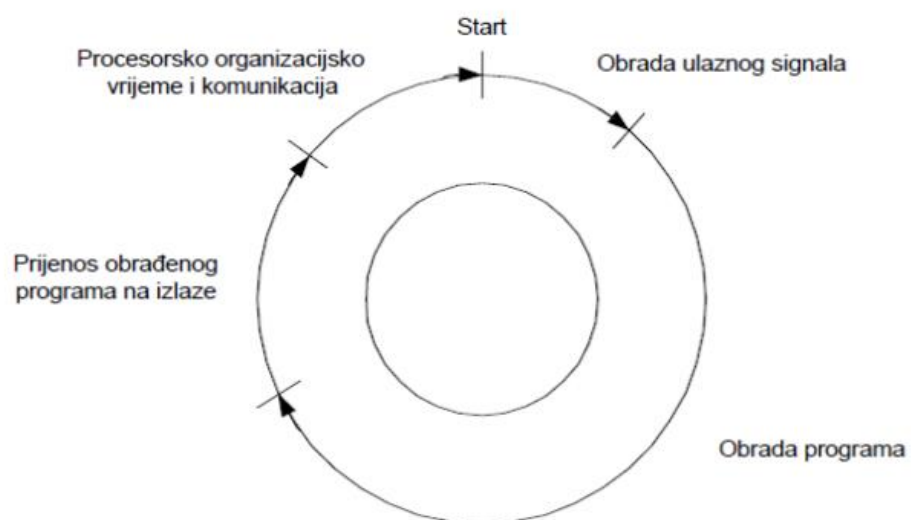 Start
Obrada ulaznog signala
Obrada programa
Prijenos obrađenog
programa na izlaze
Procesorsko organizacijsko
vrijeme i komunikacija